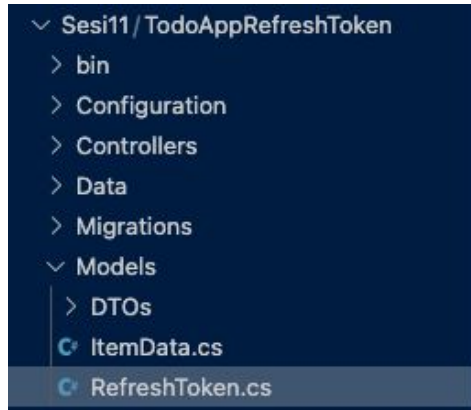 Sesi11/TodoAppRefreshToken
bin
Configuration
Controllers
Data
Migrations
Models
DTOs
C# ItemData.cs
C# RefreshToken.cs